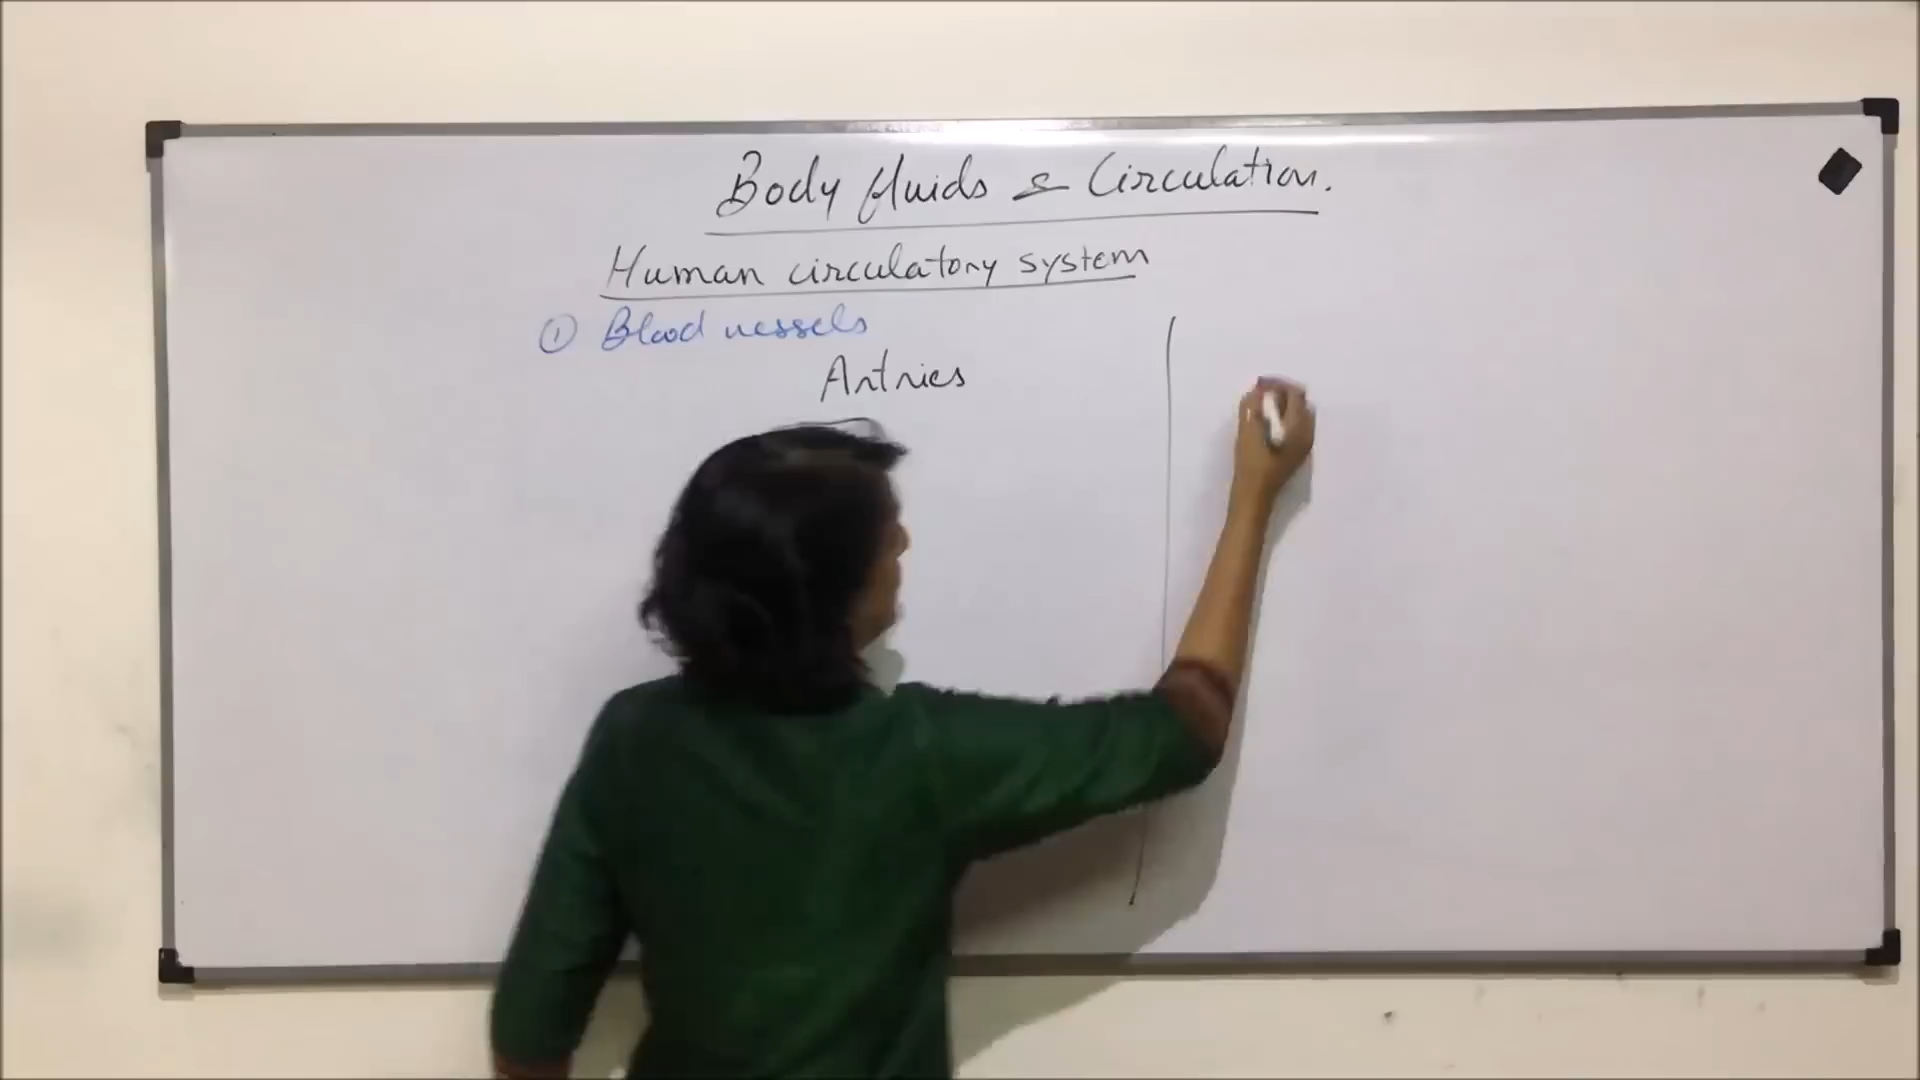 Body fluids & Circulation.
Human circulatory system
① Blood vessels
Artries